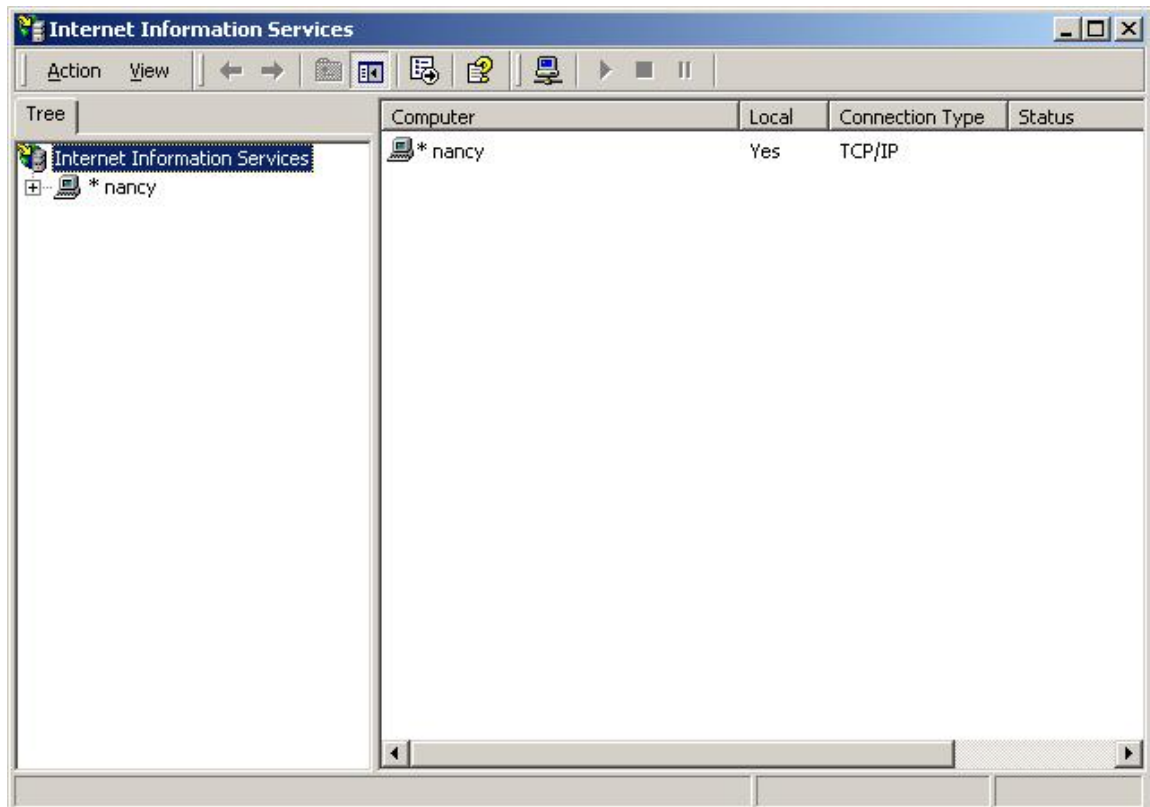 Internet Information Services
Action View
Tree
Internet Information Services
* nancy
Computer Local Connection Type Status
* nancy Yes TCP/IP